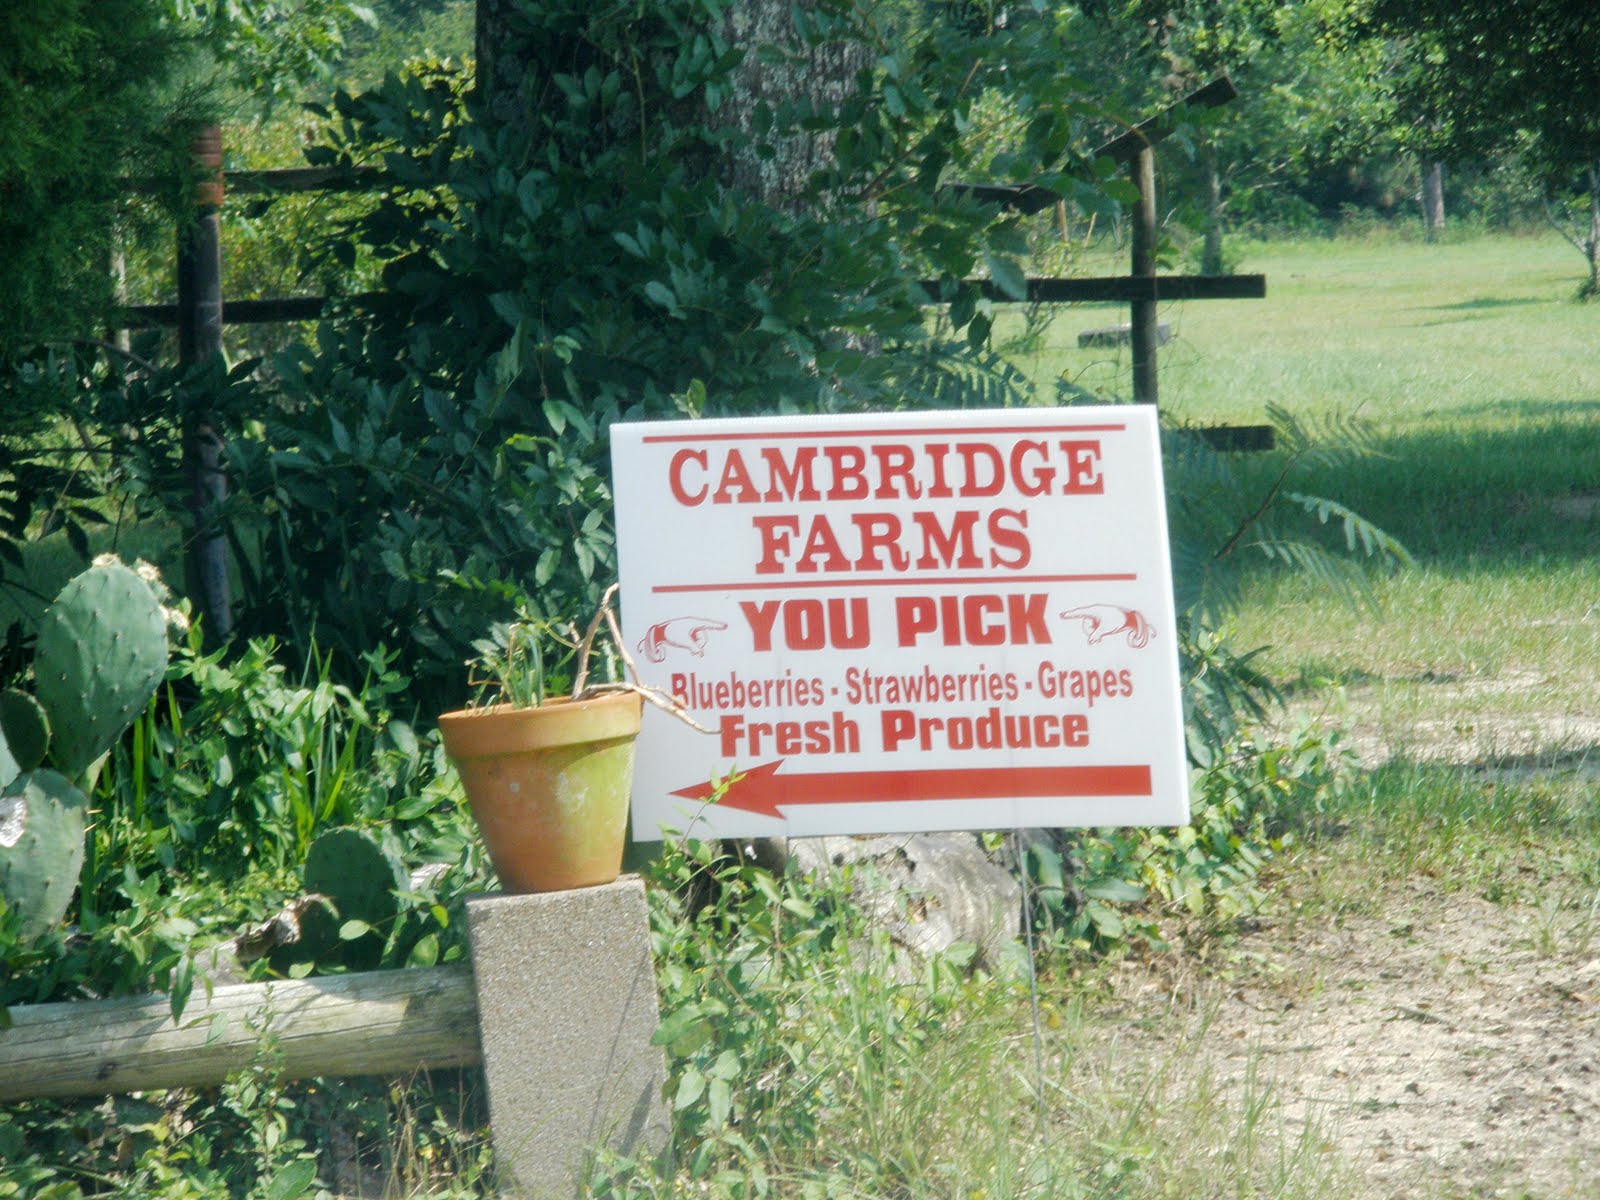 CAMBRIDGE
FARMS
YOU PICK
Blueberries - Strawberries - Grapes
Fresh Produce